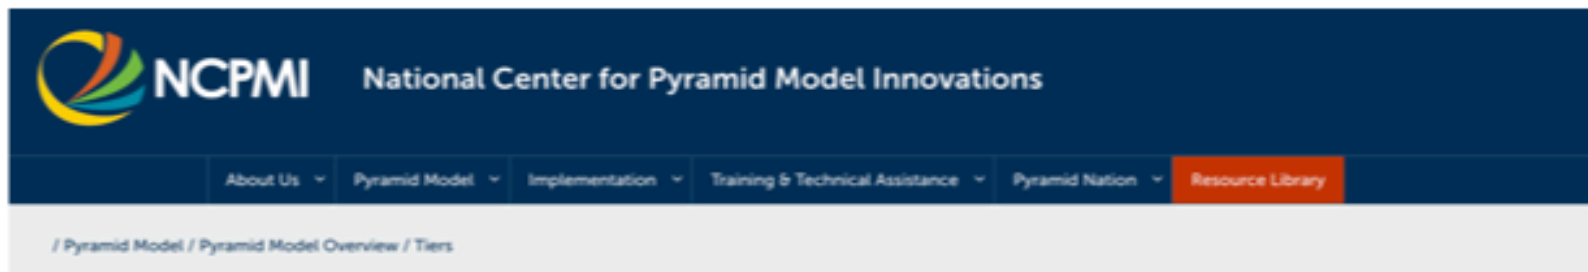 NCPMI National Center for Pyramid Model Innovations
About Us Pyramid Model Implementation Training & Technical Assistance Pyramid Nation Resource Library
/ Pyramid Model / Pyramid Model Overview / Tiers